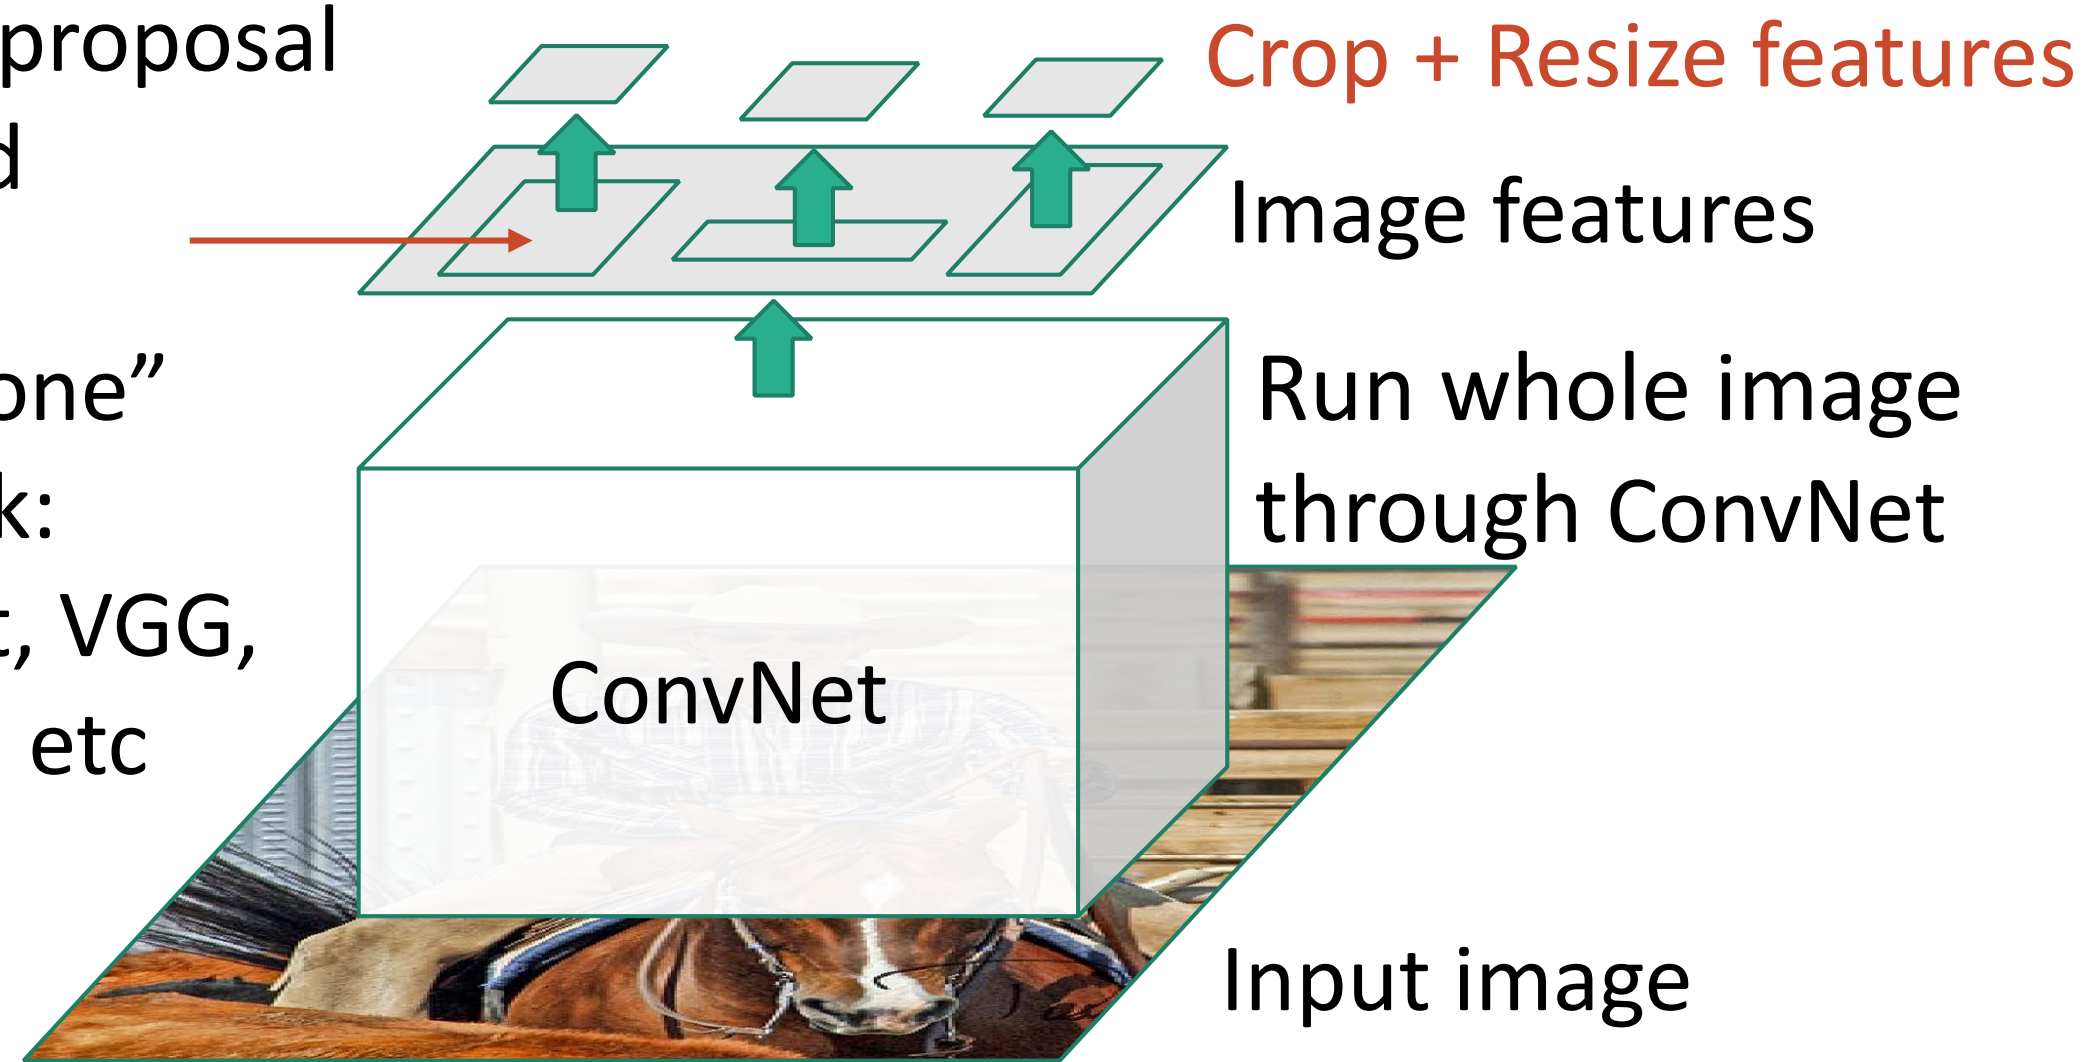 proposal
d
one”
k:
t, VGG,
etc
Crop + Resize features
Image features
Run whole image
through ConvNet
ConvNet
Input image